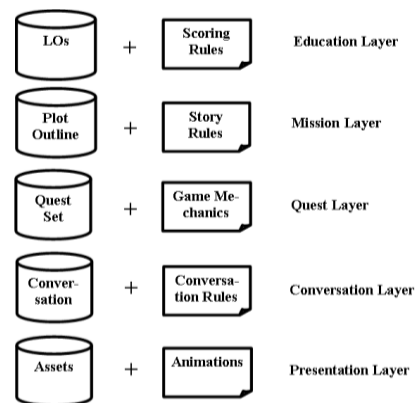 LOs
+
Scoring
Rules
Education Layer
Plot
Outline
+
Story
Rules
Mission Layer
Quest
Set
+
Game Me-
chanics
Quest Layer
Conver-
sation
+
Conversa-
tion Rules
Conversation Layer
Assets
+
Animations
Presentation Layer